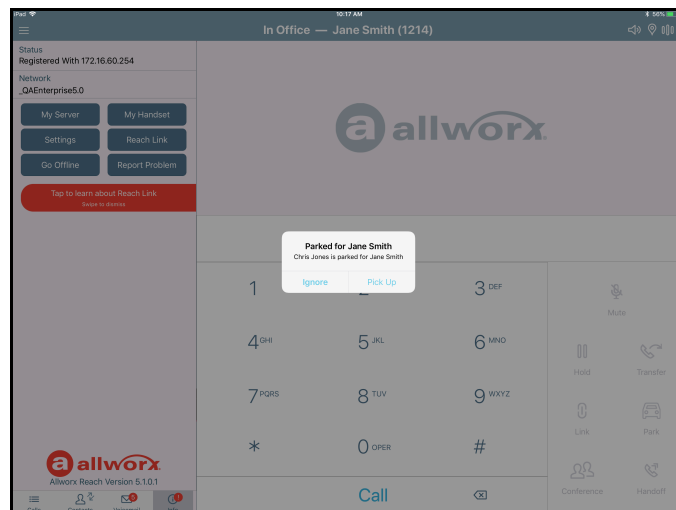 iPad
10:17 AM
56%
In Office — Jane Smith (1214)
Status
Registered With 172.16.60.254
Network
_QAEnterprise5.0
My Server
My Handset
Settings
Reach Link
Go Offline
Report Problem
Tap to learn about Reach Link
Swipe to dismiss
a allworx
Allworx Reach Version 5.1.0.1
Calls
Contacts
Voicemail
Info
a allworx
Parked for Jane Smith
Chris Jones is parked for Jane Smith
Ignore
Pick Up
1
3 DEF
4 GHI
5 JKL
6 MNO
7 PQRS
8 TUV
9 WXYZ
*
0 OPER
#
Call
Mute
Hold
Transfer
Link
Park
Conference
Handoff